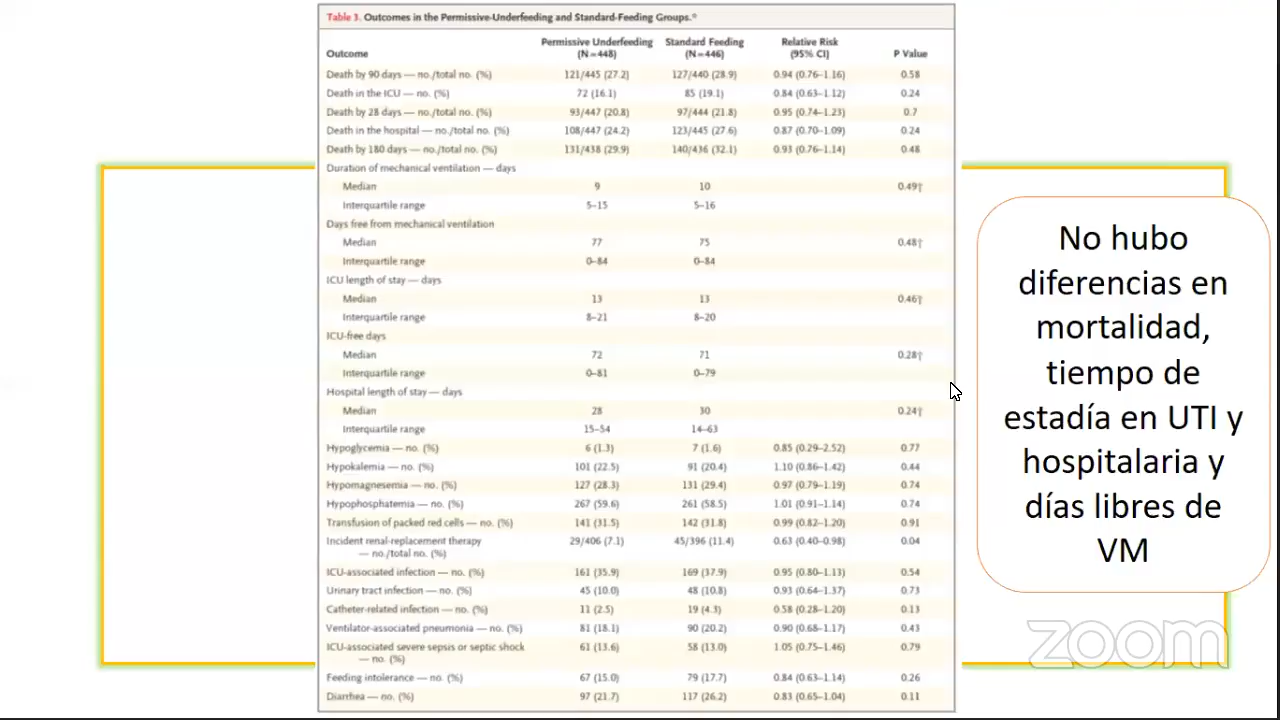 Table 3. Outcomes in the Permissive-Underfeeding and Standard-Feeding Groups.*
Outcome Permissive Underfeeding (N=448) Standard Feeding (N=446) Relative Risk (95% CI) P Value
Death by 90 days — no./total no. (%) 121/445 (27.2) 127/440 (28.9) 0.94 (0.76–1.16) 0.58
Death in the ICU — no. (%) 72 (16.1) 85 (19.1) 0.84 (0.63–1.12) 0.24
Death by 28 days — no./total no. (%) 93/447 (20.8) 97/444 (21.8) 0.95 (0.74–1.23) 0.7
Death in the hospital — no./total no. (%) 108/447 (24.2) 123/445 (27.6) 0.87 (0.70–1.09) 0.24
Death by 180 days — no./total no. (%) 131/438 (29.9) 140/436 (32.1) 0.93 (0.76–1.14) 0.48
Duration of mechanical ventilation — days
Median 9 10 0.49†
Interquartile range 5–15 5–16
Days free from mechanical ventilation
Median 77 75 0.48†
Interquartile range 0–84 0–84
ICU length of stay — days
Median 13 13 0.46†
Interquartile range 8–21 8–20
ICU-free days
Median 72 71 0.28†
Interquartile range 0–81 0–79
Hospital length of stay — days
Median 28 30 0.24†
Interquartile range 15–54 14–63
Hypoglycemia — no. (%) 6 (1.3) 7 (1.6) 0.85 (0.29–2.52) 0.77
Hypokalemia — no. (%) 101 (22.5) 91 (20.4) 1.10 (0.86–1.42) 0.44
Hypomagnesemia — no. (%) 127 (28.3) 131 (29.4) 0.97 (0.79–1.19) 0.74
Hypophosphatemia — no. (%) 267 (59.6) 261 (58.5) 1.01 (0.91–1.14) 0.74
Transfusion of packed red cells — no. (%) 141 (31.5) 142 (31.8) 0.99 (0.82–1.20) 0.91
Incident renal-replacement therapy 29/406 (7.1) 45/396 (11.4) 0.63 (0.40–0.98) 0.04
— no./total no. (%)
ICU-associated infection — no. (%) 161 (35.9) 169 (37.9) 0.95 (0.80–1.13) 0.54
Urinary tract infection — no. (%) 45 (10.0) 48 (10.8) 0.93 (0.64–1.37) 0.73
Catheter-related infection — no. (%) 11 (2.5) 19 (4.3) 0.58 (0.28–1.20) 0.13
Ventilator-associated pneumonia — no. (%) 81 (18.1) 90 (20.2) 0.90 (0.68–1.17) 0.43
ICU-associated severe sepsis or septic shock 61 (13.6) 58 (13.0) 1.05 (0.75–1.46) 0.79
— no. (%)
Feeding intolerance — no. (%) 67 (15.0) 79 (17.7) 0.84 (0.63–1.14) 0.26
Diarrhea — no. (%) 97 (21.7) 117 (26.2) 0.83 (0.65–1.04) 0.11
No hubo
diferencias en
mortalidad,
tiempo de
estadía en UTI y
hospitalaria y
días libres de
VM
zoom